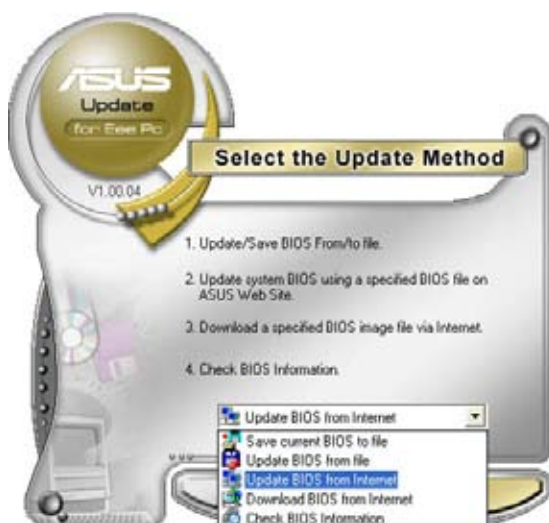 ASUS
Update
for Eee Pc
V1.00.04
Select the Update Method
1. Update/Save BIOS From/to file.
2. Update system BIOS using a specified BIOS file on
ASUS Web Site.
3. Download a specified BIOS image file via Internet.
4. Check BIOS Information.
Update BIOS from Internet
Save current BIOS to file
Update BIOS from file
Update BIOS from Internet
Download BIOS from Internet
Check BIOS Information